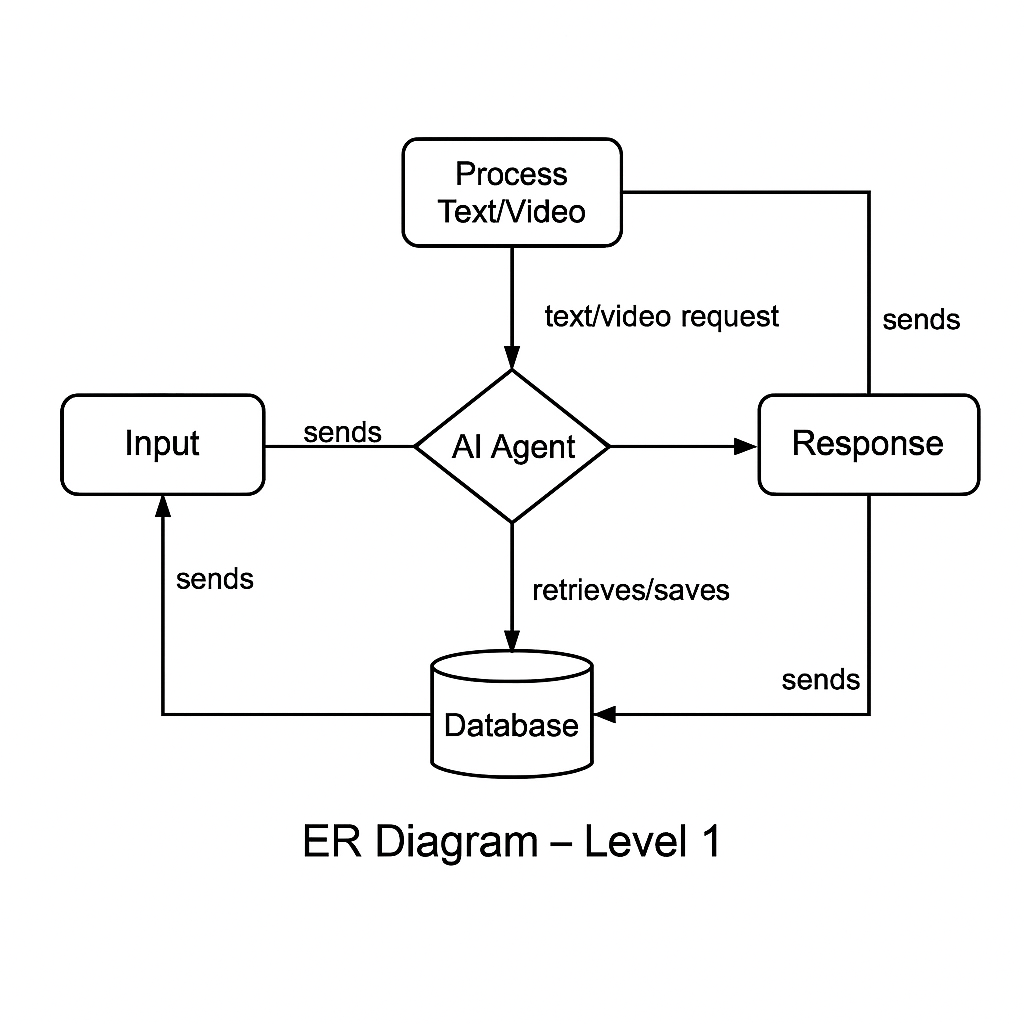 Process
Text/Video
text/video request
sends
Input
sends
AI Agent
Response
sends
retrieves/saves
sends
Database
ER Diagram – Level 1